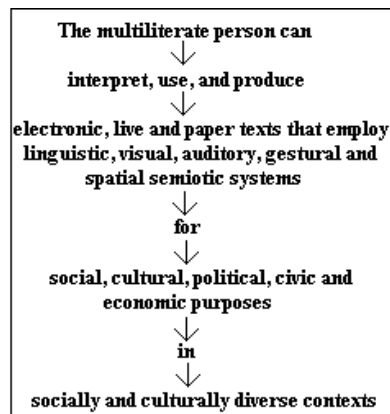 The multiliterate person can
interpret, use, and produce
electronic, live and paper texts that employ
linguistic, visual, auditory, gestural and
spatial semiotic systems
for
social, cultural, political, civic and
economic purposes
in
socially and culturally diverse contexts